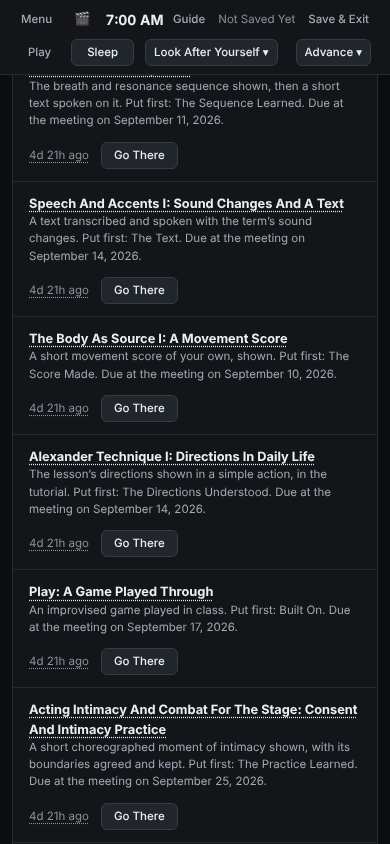 Menu 🎬 7:00 AM Guide Not Saved Yet Save & Exit
Play Sleep Look After Yourself ▾ Advance ▾
The breath and resonance sequence shown, then a short
text spoken on it. Put first: The Sequence Learned. Due at
the meeting on September 11, 2026.
4d 21h ago Go There
Speech And Accents I: Sound Changes And A Text
A text transcribed and spoken with the term's sound
changes. Put first: The Text. Due at the meeting on
September 14, 2026.
4d 21h ago Go There
The Body As Source I: A Movement Score
A short movement score of your own, shown. Put first: The
Score Made. Due at the meeting on September 10, 2026.
4d 21h ago Go There
Alexander Technique I: Directions In Daily Life
The lesson's directions shown in a simple action, in the
tutorial. Put first: The Directions Understood. Due at the
meeting on September 14, 2026.
4d 21h ago Go There
Play: A Game Played Through
An improvised game played in class. Put first: Built On. Due
at the meeting on September 17, 2026.
4d 21h ago Go There
Acting Intimacy And Combat For The Stage: Consent
And Intimacy Practice
A short choreographed moment of intimacy shown, with its
boundaries agreed and kept. Put first: The Practice Learned.
Due at the meeting on September 25, 2026.
4d 21h ago Go There